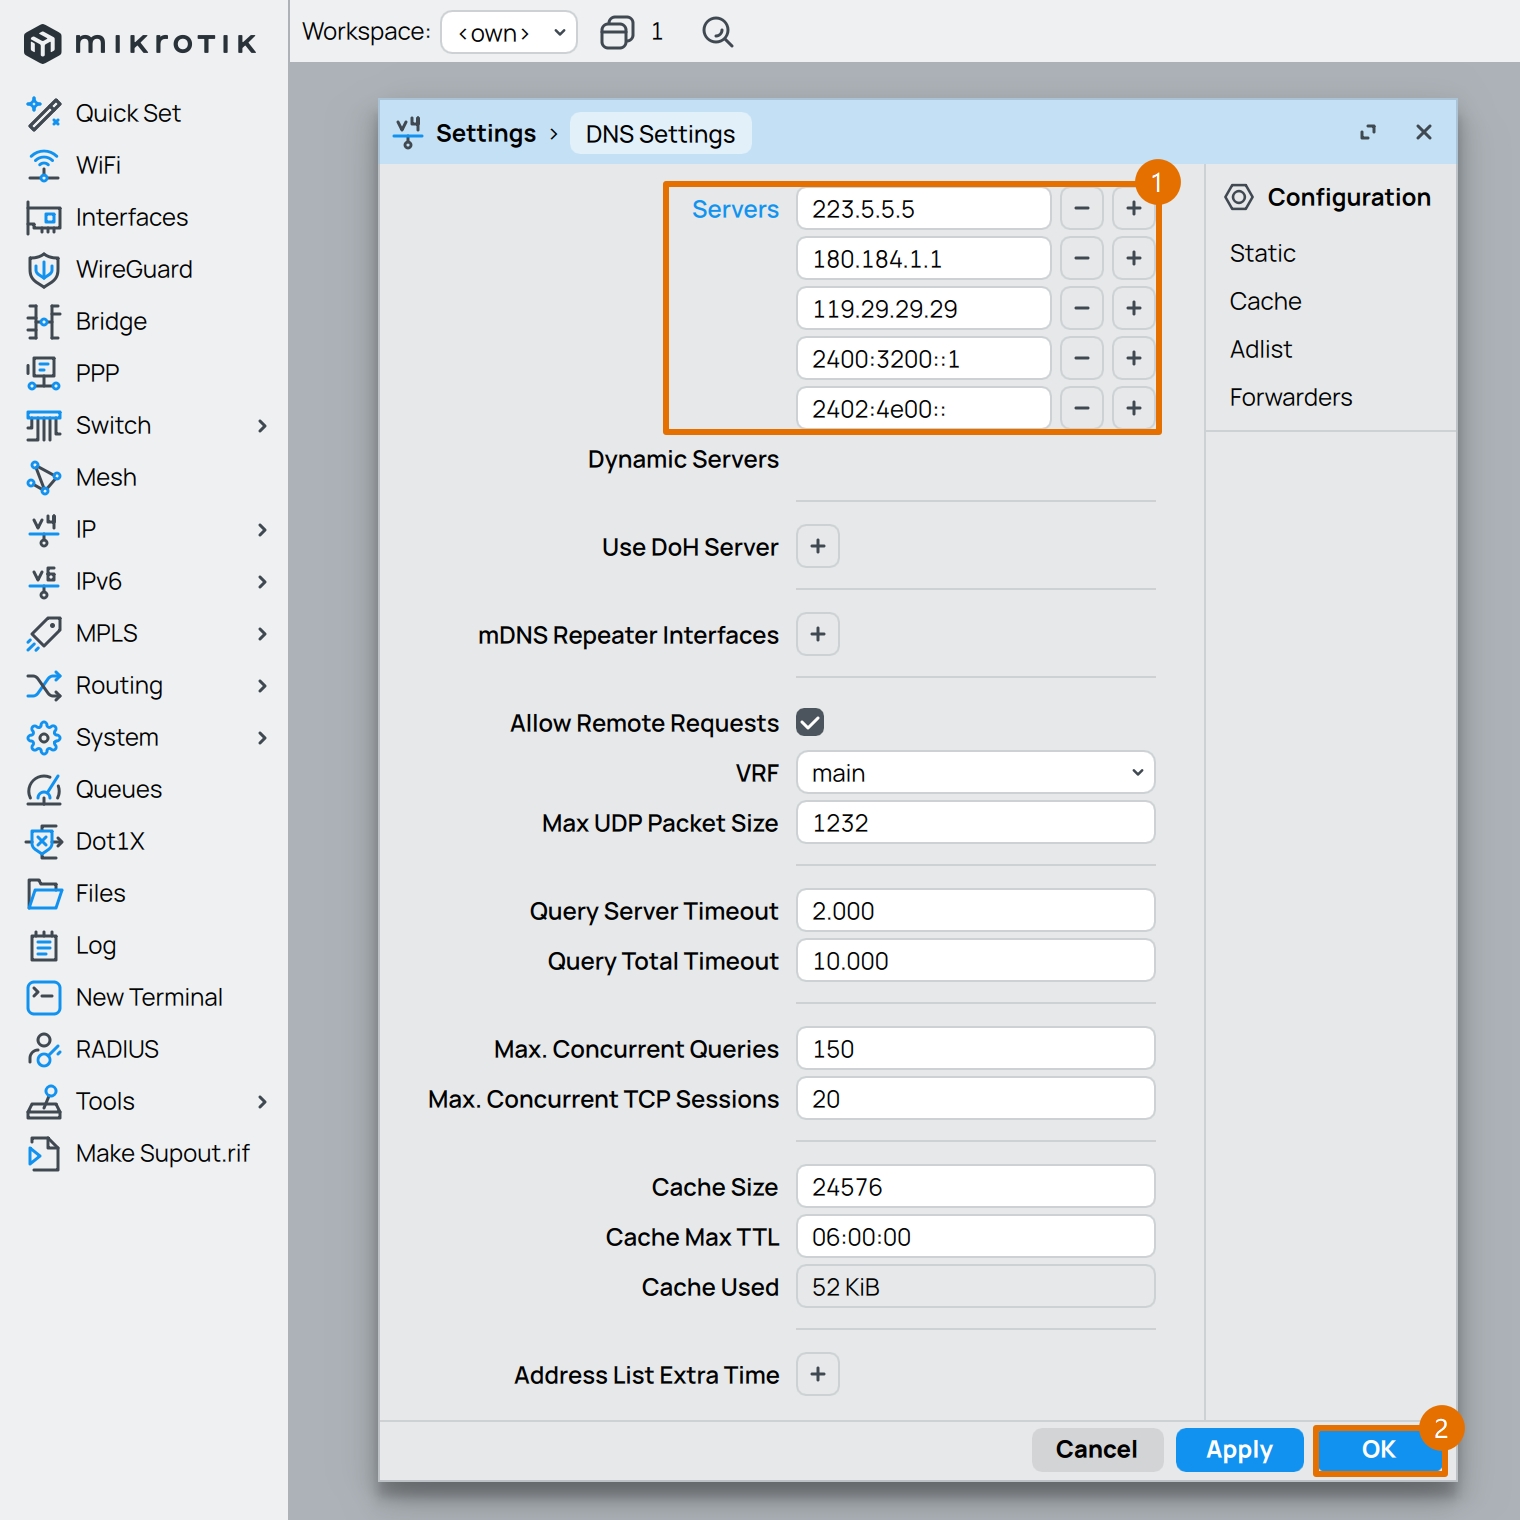 mikrotik
Workspace: <own> 1
Quick Set
WiFi
Interfaces
WireGuard
Bridge
PPP
Switch
Mesh
v4 IP
v6 IPv6
MPLS
Routing
System
Queues
Dot1X
Files
Log
New Terminal
RADIUS
Tools
Make Supout.rif
v4 Settings › DNS Settings
1
Servers 223.5.5.5 − +
180.184.1.1 − +
119.29.29.29 − +
2400:3200::1 − +
2402:4e00:: − +
Dynamic Servers
Use DoH Server +
mDNS Repeater Interfaces +
Allow Remote Requests
VRF main
Max UDP Packet Size 1232
Query Server Timeout 2.000
Query Total Timeout 10.000
Max. Concurrent Queries 150
Max. Concurrent TCP Sessions 20
Cache Size 24576
Cache Max TTL 06:00:00
Cache Used 52 KiB
Address List Extra Time +
Configuration
Static
Cache
Adlist
Forwarders
2
Cancel Apply OK